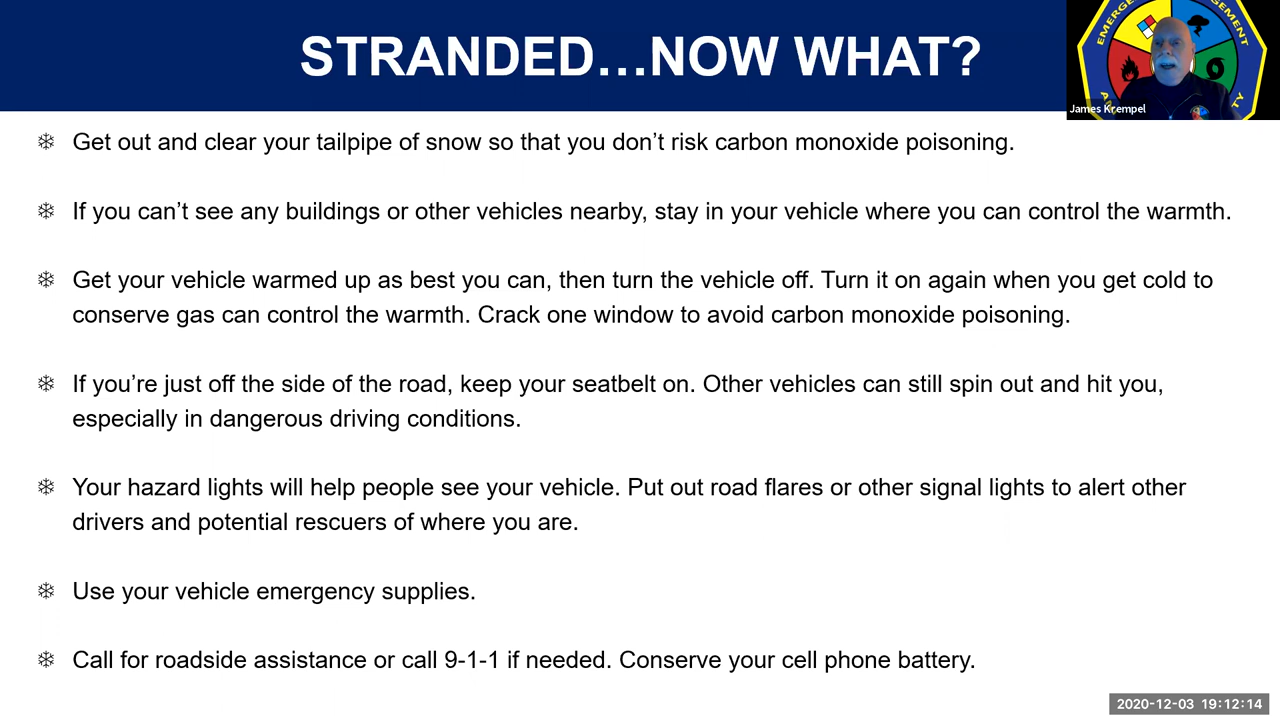 STRANDED…NOW WHAT?
James Krempel
❄ Get out and clear your tailpipe of snow so that you don’t risk carbon monoxide poisoning.
❄ If you can’t see any buildings or other vehicles nearby, stay in your vehicle where you can control the warmth.
❄ Get your vehicle warmed up as best you can, then turn the vehicle off. Turn it on again when you get cold to
conserve gas can control the warmth. Crack one window to avoid carbon monoxide poisoning.
❄ If you’re just off the side of the road, keep your seatbelt on. Other vehicles can still spin out and hit you,
especially in dangerous driving conditions.
❄ Your hazard lights will help people see your vehicle. Put out road flares or other signal lights to alert other
drivers and potential rescuers of where you are.
❄ Use your vehicle emergency supplies.
❄ Call for roadside assistance or call 9-1-1 if needed. Conserve your cell phone battery.
2020-12-03 19:12:14